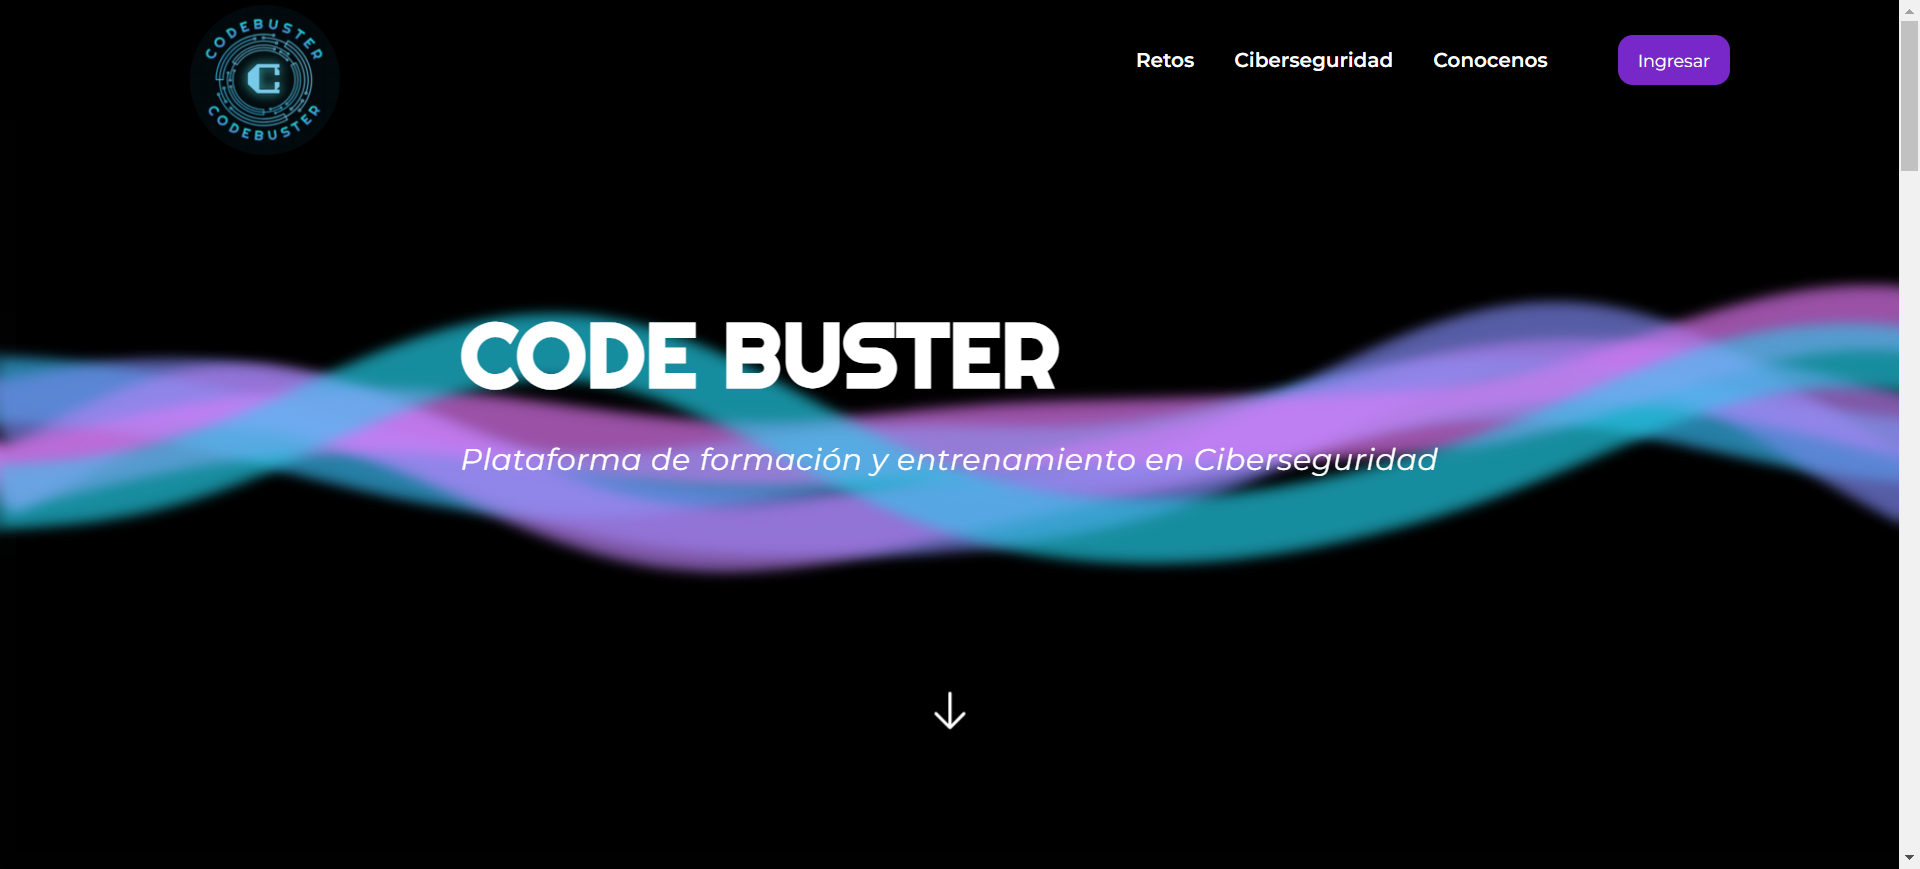 CODEBUSTER
CODEBUSTER
Retos Ciberseguridad Conocenos Ingresar
CODE BUSTER
Plataforma de formación y entrenamiento en Ciberseguridad